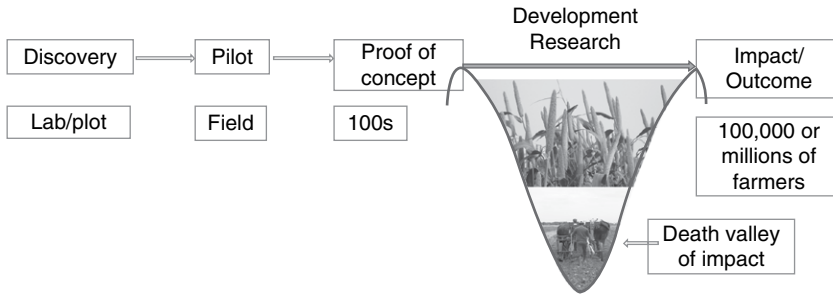 Development
Research
Discovery
Pilot
Proof of
concept
Impact/
Outcome
Lab/plot
Field
100s
100,000 or
millions of
farmers
Death valley
of impact